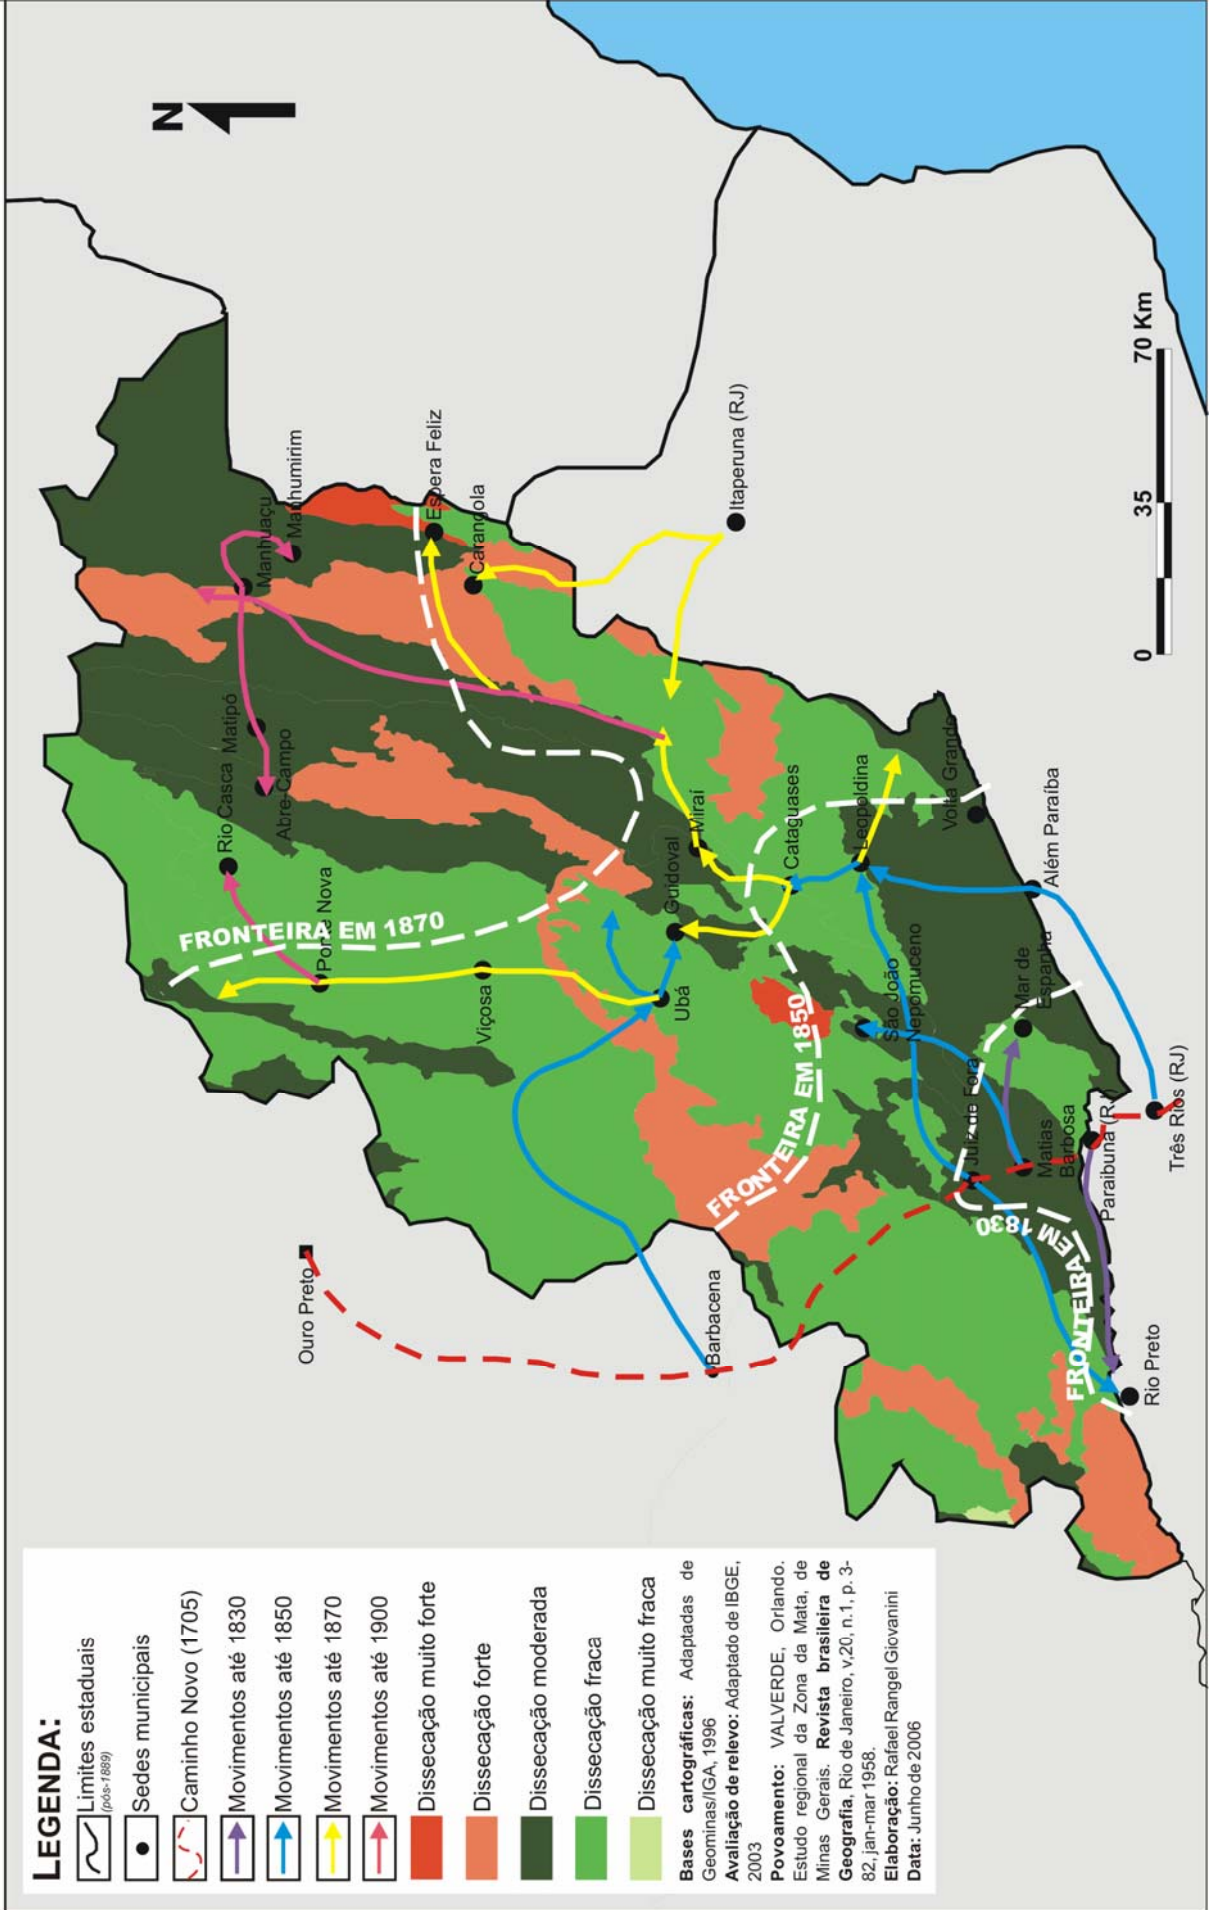 LEGENDA:
Limites estaduais
(pós-1889)
Sedes municipais
Caminho Novo (1705)
Movimentos até 1830
Movimentos até 1850
Movimentos até 1870
Movimentos até 1900
Dissecação muito forte
Dissecação forte
Dissecação moderada
Dissecação fraca
Dissecação muito fraca
Bases cartográficas: Adaptadas de
Geominas/IGA, 1996
Avaliação de relevo: Adaptado de IBGE,
2003
Povoamento: VALVERDE, Orlando.
Estudo regional da Zona da Mata, de
Minas Gerais. Revista brasileira de
Geografia, Rio de Janeiro, v,20, n.1, p. 3-
82, jan-mar 1958.
Elaboração: Rafael Rangel Giovanini
Data: Junho de 2006
N
Ouro Preto
Barbacena
Rio Preto
FRONTEIRA EM 1830
FRONTEIRA EM 1850
FRONTEIRA EM 1870
Viçosa
Ponte Nova
Rio Casca
Matipó
Abre-Campo
Manhuaçu
Manhumirim
Espera Feliz
Carangola
Itaperuna (RJ)
Ubá
Guidoval
Miraí
Cataguases
Leopoldina
Volta Grande
Além Paraíba
São João
Nepomuceno
Mar de
Espanha
Juiz de Fora
Matias
Barbosa
Paraibuna (RJ)
Três Rios (RJ)
0
35
70 Km